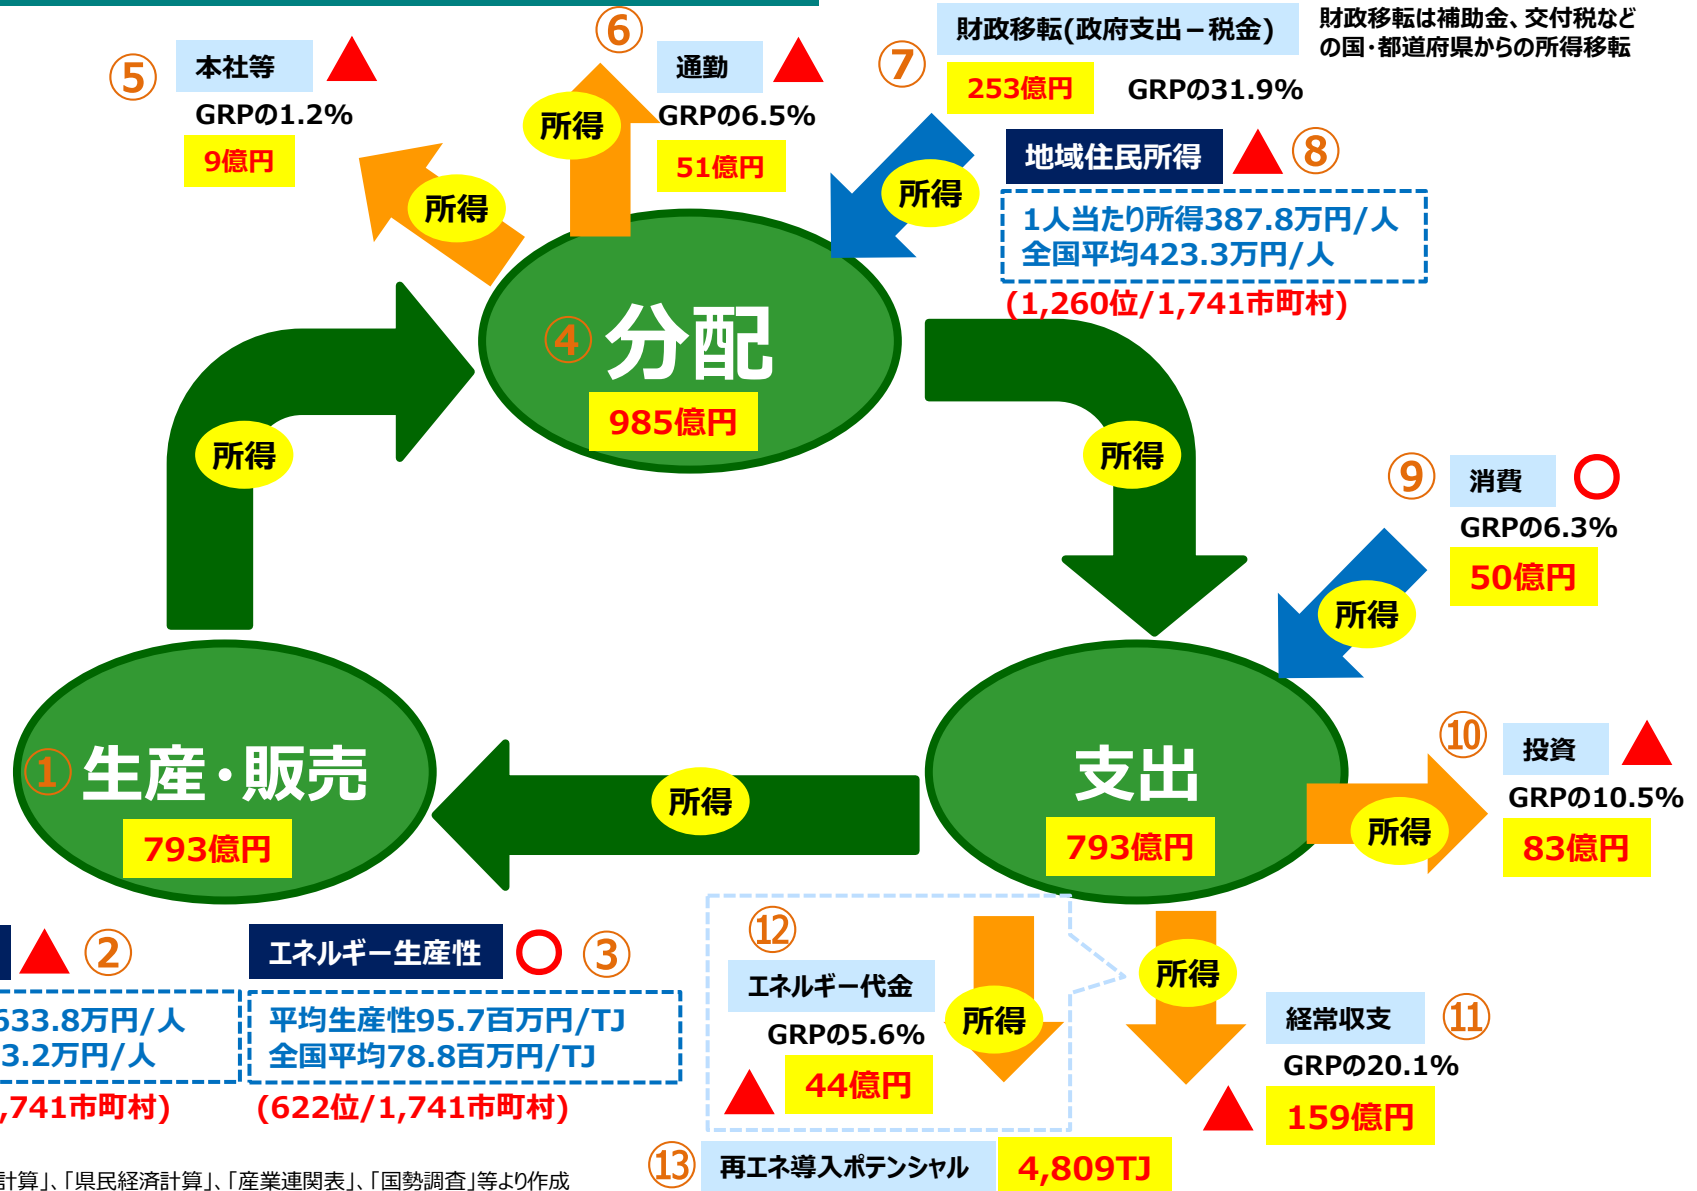 ⑤
本社等
GRPの1.2%
9億円
⑥
通勤
GRPの6.5%
51億円
⑦
財政移転(政府支出－税金)
253億円
GRPの31.9%
財政移転は補助金、交付税など
の国・都道府県からの所得移転
地域住民所得
⑧
1人当たり所得387.8万円/人
全国平均423.3万円/人
(1,260位/1,741市町村)
所得
所得
所得
④
分配
985億円
所得
所得
⑨
消費
GRPの6.3%
50億円
所得
①
生産・販売
793億円
所得
支出
793億円
⑩
投資
GRPの10.5%
83億円
所得
②
633.8万円/人
3.2万円/人
,741市町村)
エネルギー生産性
③
平均生産性95.7百万円/TJ
全国平均78.8百万円/TJ
(622位/1,741市町村)
⑫
エネルギー代金
GRPの5.6%
44億円
所得
所得
経常収支
⑪
GRPの20.1%
159億円
⑬
再エネ導入ポテンシャル
4,809TJ
計算」、「県民経済計算」、「産業連関表」、「国勢調査」等より作成